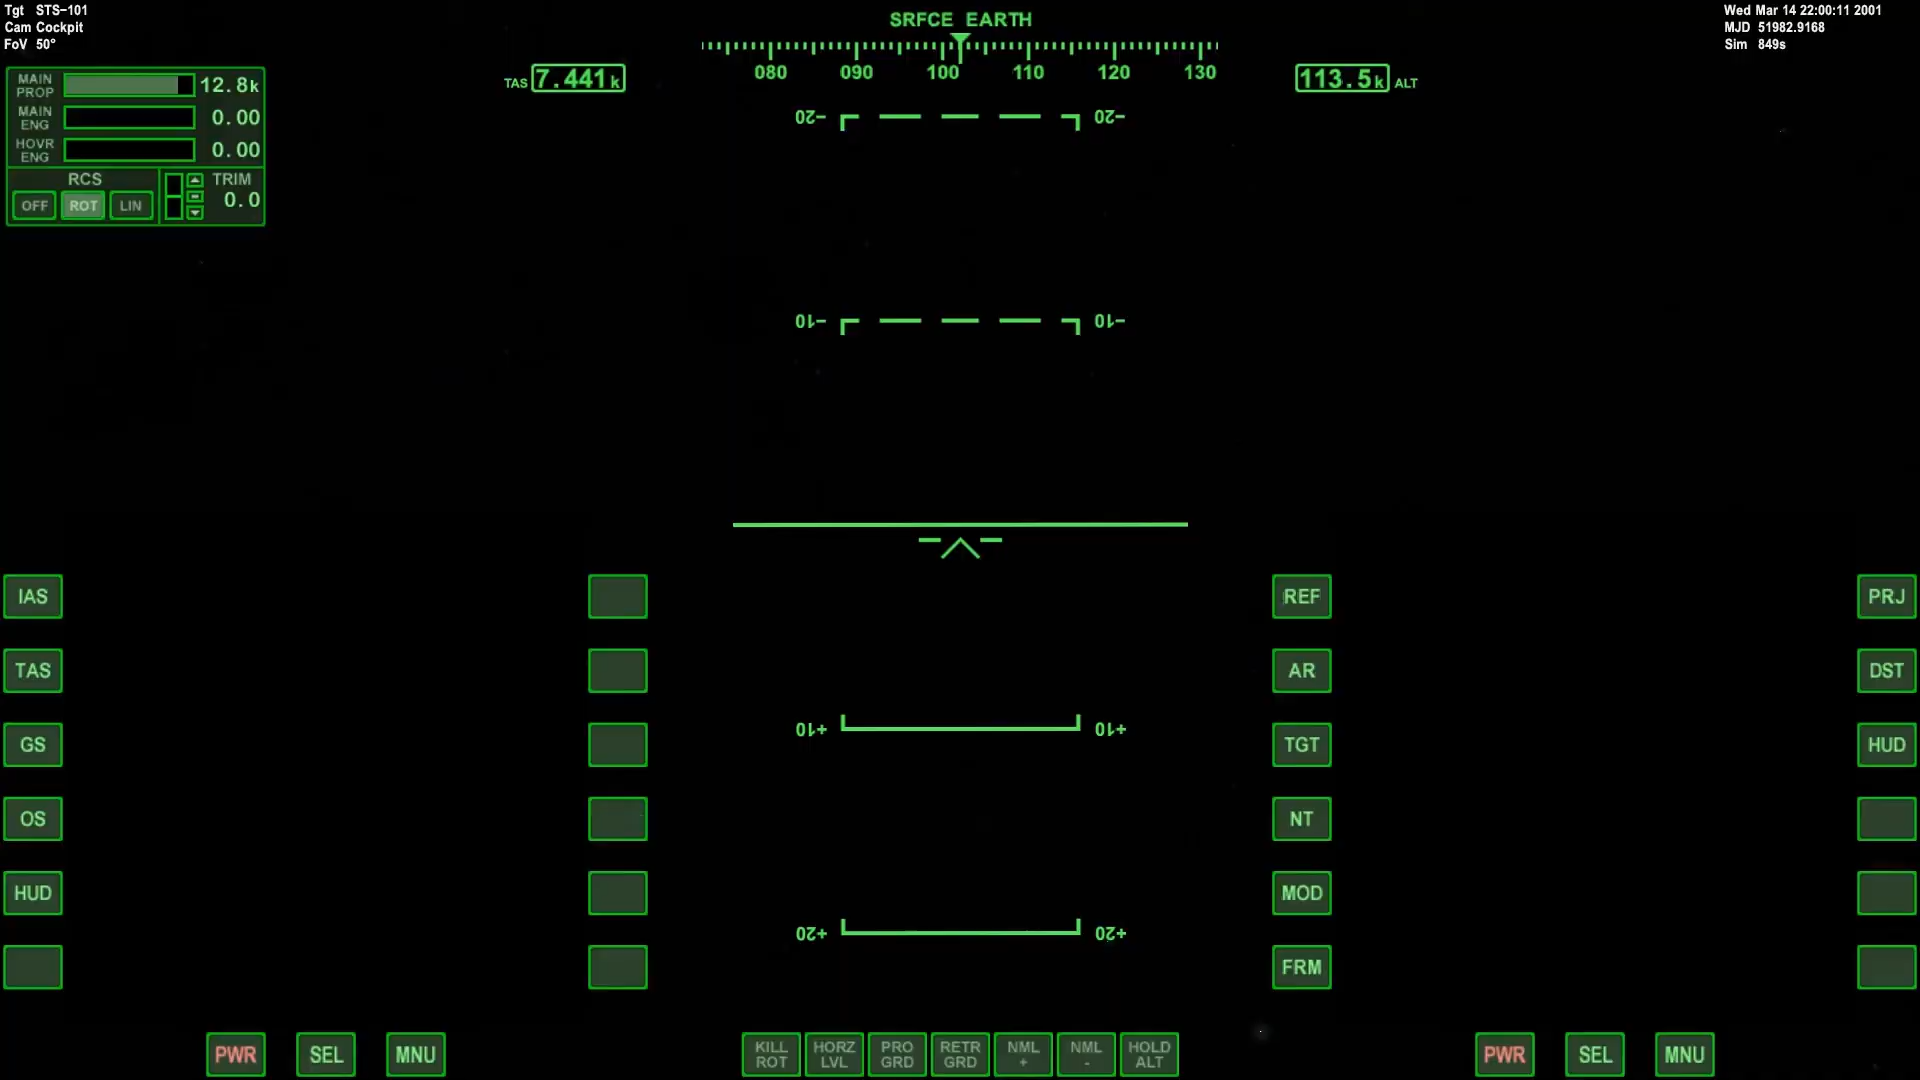 Tgt STS-101
Cam Cockpit
FoV 50°
SRFCE EARTH
Wed Mar 14 22:00:11 2001
MJD 51982.9168
Sim 849s
080 090 100 110 120 130
TAS 7.441k
113.5k ALT
MAIN PROP 12.8k
MAIN ENG 0.00
HOVR ENG 0.00
RCS
TRIM
0.0
OFF ROT LIN
20- 20-
10- 10-
10+ 10+
20+ 20+
IAS
TAS
GS
OS
HUD
REF
AR
TGT
NT
MOD
FRM
PRJ
DST
HUD
PWR SEL MNU
KILL ROT
HORZ LVL
PRO GRD
RETR GRD
NML +
NML -
HOLD ALT
PWR SEL MNU